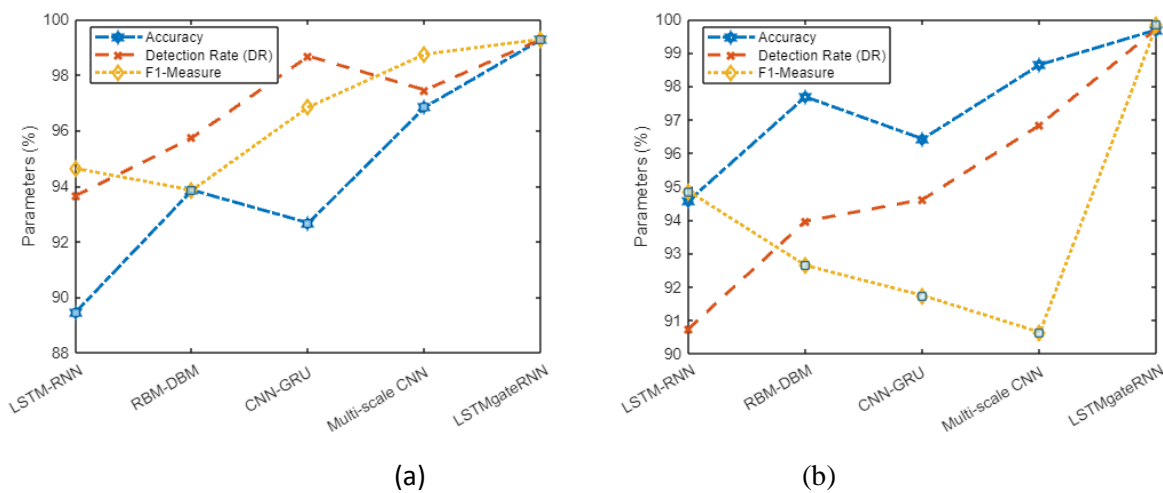 100
98
96
94
92
90
88
Parameters (%)
Accuracy
Detection Rate (DR)
F1-Measure
LSTM-RNN
RBM-DBM
CNN-GRU
Multi-scale CNN
LSTMgateRNN
(a)
100
99
98
97
96
95
94
93
92
91
90
Parameters (%)
Accuracy
Detection Rate (DR)
F1-Measure
LSTM-RNN
RBM-DBM
CNN-GRU
Multi-scale CNN
LSTMgateRNN
(b)